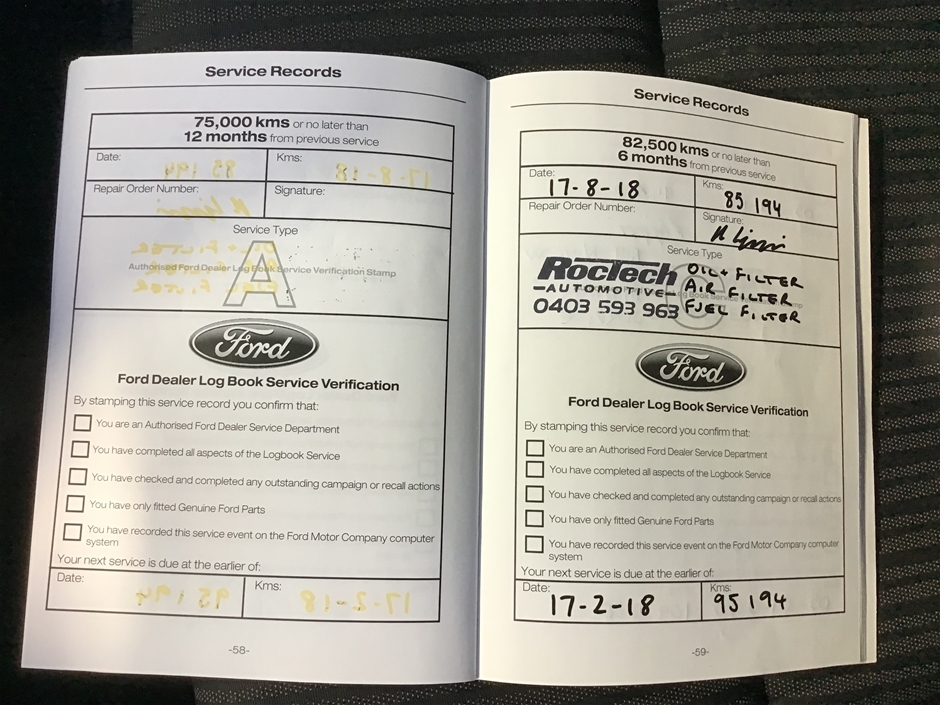 Service Records
75,000 kms or no later than
12 months from previous service
Date:
Kms:
Repair Order Number:
Signature:
Service Type
A
Authorised Ford Dealer Log Book Service Verification Stamp
Ford
Ford Dealer Log Book Service Verification
By stamping this service record you confirm that:
You are an Authorised Ford Dealer Service Department
You have completed all aspects of the Logbook Service
You have checked and completed any outstanding campaign or recall actions
You have only fitted Genuine Ford Parts
You have recorded this service event on the Ford Motor Company computer
system
Your next service is due at the earlier of:
Date:
Kms:
-58-
Service Records
82,500 kms or no later than
6 months from previous service
Date: 17-8-18
Kms: 85 194
Repair Order Number:
Signature:
Service Type
RocTech OIL + FILTER
-AUTOMOTIVE- AIR FILTER
0403 593 963 FUEL FILTER
Ford
Ford Dealer Log Book Service Verification
By stamping this service record you confirm that:
You are an Authorised Ford Dealer Service Department
You have completed all aspects of the Logbook Service
You have checked and completed any outstanding campaign or recall actions
You have only fitted Genuine Ford Parts
You have recorded this service event on the Ford Motor Company computer
system
Your next service is due at the earlier of:
Date: 17-2-18
Kms: 95 194
-59-